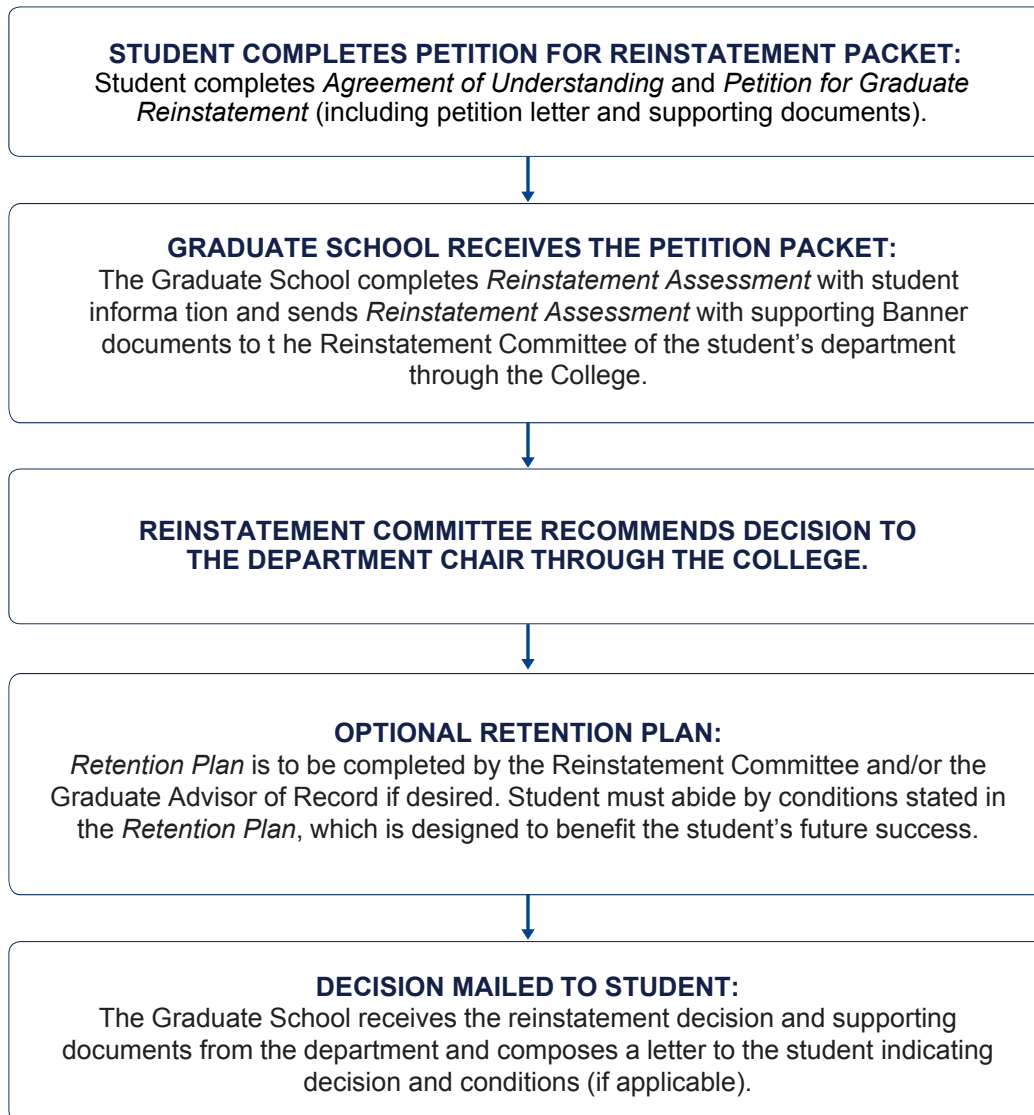 STUDENT COMPLETES PETITION FOR REINSTATEMENT PACKET:
Student completes Agreement of Understanding and Petition for Graduate
Reinstatement (including petition letter and supporting documents).
GRADUATE SCHOOL RECEIVES THE PETITION PACKET:
The Graduate School completes Reinstatement Assessment with student
informa tion and sends Reinstatement Assessment with supporting Banner
documents to t he Reinstatement Committee of the student’s department
through the College.
REINSTATEMENT COMMITTEE RECOMMENDS DECISION TO
THE DEPARTMENT CHAIR THROUGH THE COLLEGE.
OPTIONAL RETENTION PLAN:
Retention Plan is to be completed by the Reinstatement Committee and/or the
Graduate Advisor of Record if desired. Student must abide by conditions stated in
the Retention Plan, which is designed to benefit the student’s future success.
DECISION MAILED TO STUDENT:
The Graduate School receives the reinstatement decision and supporting
documents from the department and composes a letter to the student indicating
decision and conditions (if applicable).